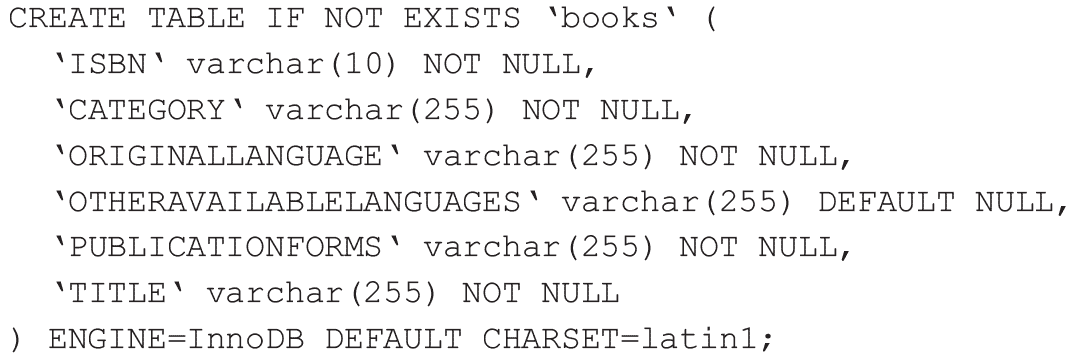 CREATE TABLE IF NOT EXISTS ‘books‘ (
‘ISBN‘ varchar(10) NOT NULL,
‘CATEGORY‘ varchar(255) NOT NULL,
‘ORIGINALLANGUAGE‘ varchar(255) NOT NULL,
‘OTHERAVAILABLELANGUAGES‘ varchar(255) DEFAULT NULL,
‘PUBLICATIONFORMS‘ varchar(255) NOT NULL,
‘TITLE‘ varchar(255) NOT NULL
) ENGINE=InnoDB DEFAULT CHARSET=latin1;